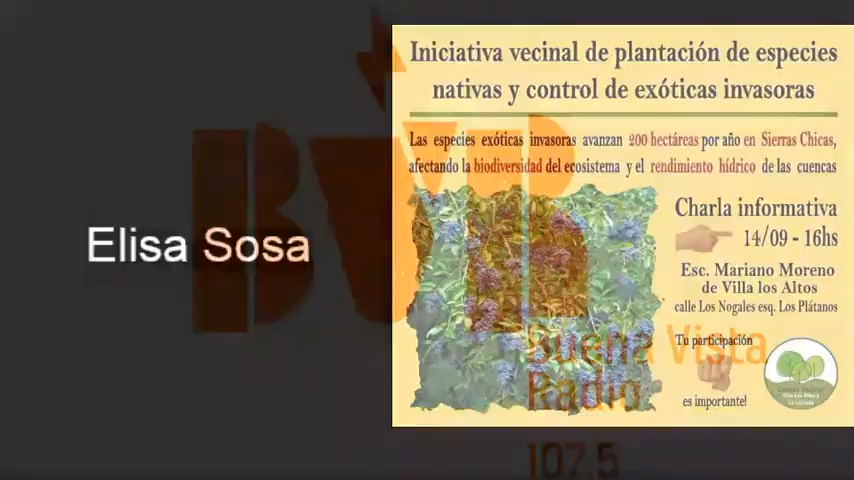 Elisa Sosa
Iniciativa vecinal de plantación de especies
nativas y control de exóticas invasoras
Las especies exóticas invasoras avanzan 200 hectáreas por año en Sierras Chicas,
afectando la biodiversidad del ecosistema y el rendimiento hídrico de las cuencas
Charla informativa
14/09 - 16hs
Esc. Mariano Moreno
de Villa los Altos
calle Los Nogales esq. Los Plátanos
Tu participación
es importante!
BVR
Buena Vista
Radio
107.5